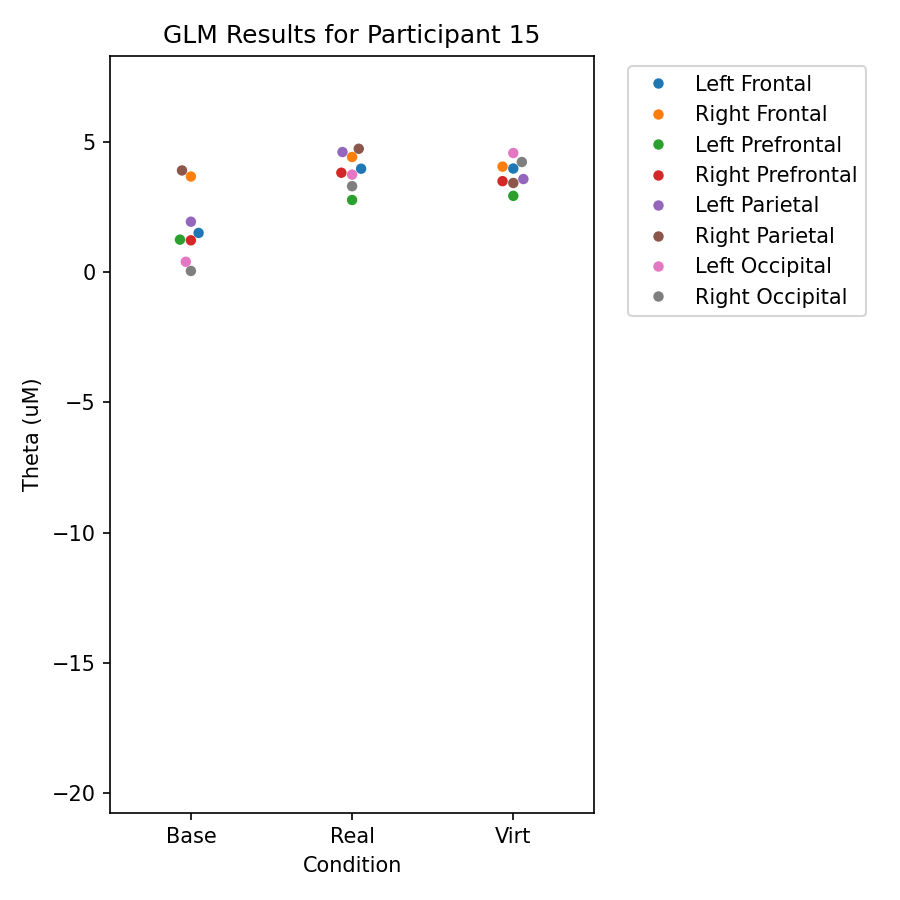 GLM Results for Participant 15
Left Frontal
Right Frontal
Left Prefrontal
Right Prefrontal
Left Parietal
Right Parietal
Left Occipital
Right Occipital
Theta (uM)
5
0
−5
−10
−15
−20
Base Real Virt
Condition